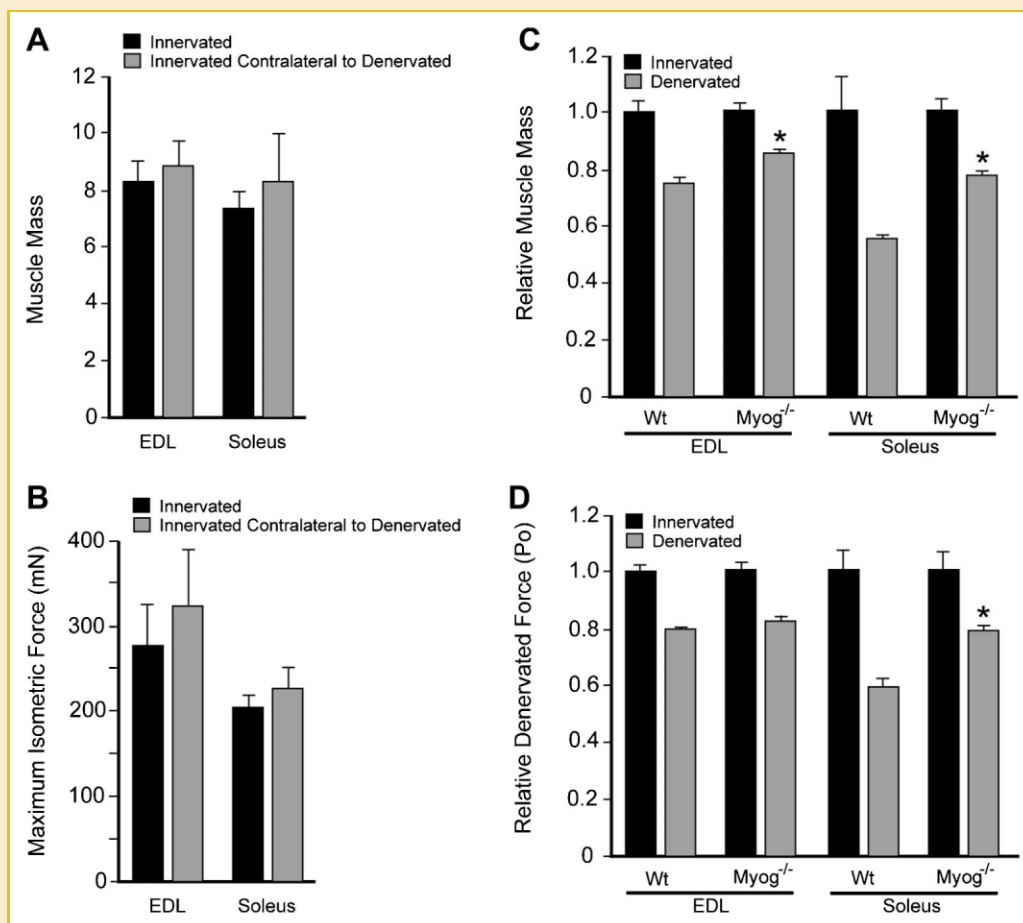 A
Innervated
Innervated Contralateral to Denervated
Muscle Mass
12
10
8
6
4
2
0
EDL Soleus
B
Innervated
Innervated Contralateral to Denervated
Maximum Isometric Force (mN)
400
300
200
100
0
EDL Soleus
C
Innervated
Denervated
Relative Muscle Mass
1.2
1.0
0.8
0.6
0.4
0.2
0
* *
Wt Myog-/- Wt Myog-/-
EDL Soleus
D
Innervated
Denervated
Relative Denervated Force (Po)
1.2
1.0
0.8
0.6
0.4
0.2
0
*
Wt Myog-/- Wt Myog-/-
EDL Soleus